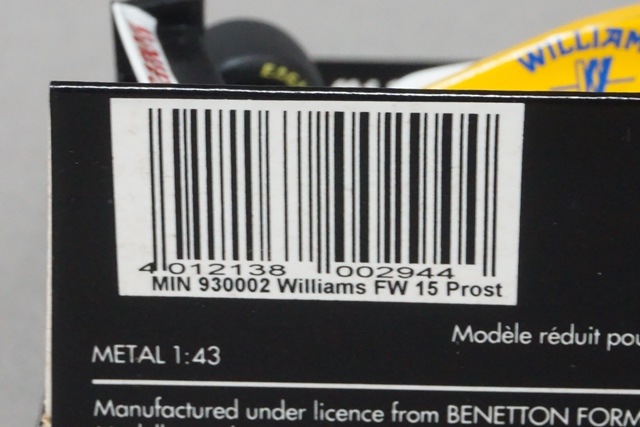 WILLIAM
4 012138 002944
MIN 930002 Williams FW 15 Prost
Modèle réduit pou
METAL 1:43
Manufactured under licence from BENETTON FORM